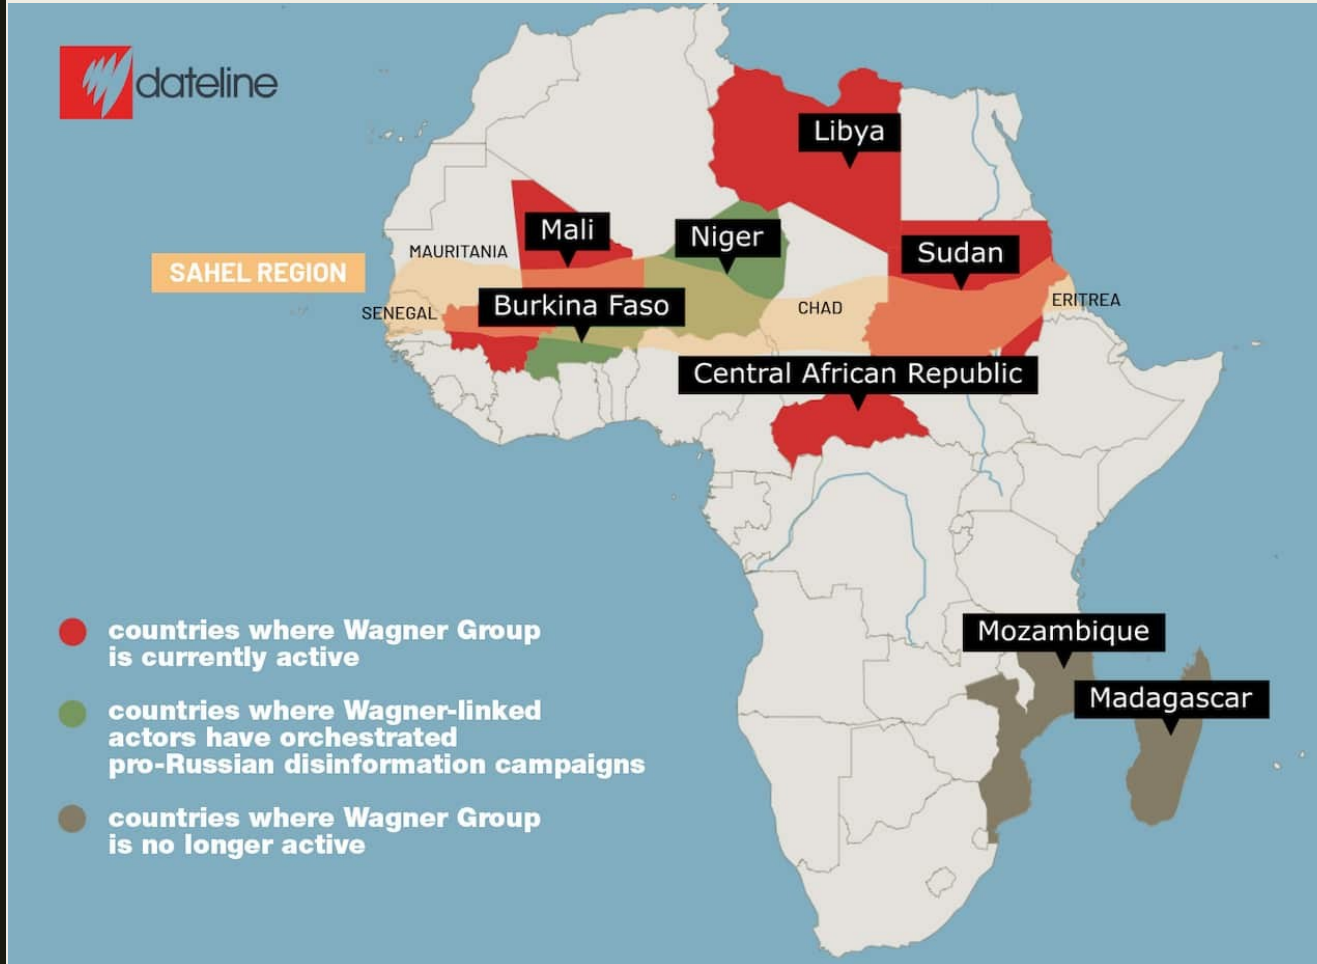 dateline
Libya
Mali
Niger
MAURITANIA
Sudan
SAHEL REGION
Burkina Faso
SENEGAL
CHAD
ERITREA
Central African Republic
countries where Wagner Group
is currently active
Mozambique
Madagascar
countries where Wagner-linked
actors have orchestrated
pro-Russian disinformation campaigns
countries where Wagner Group
is no longer active